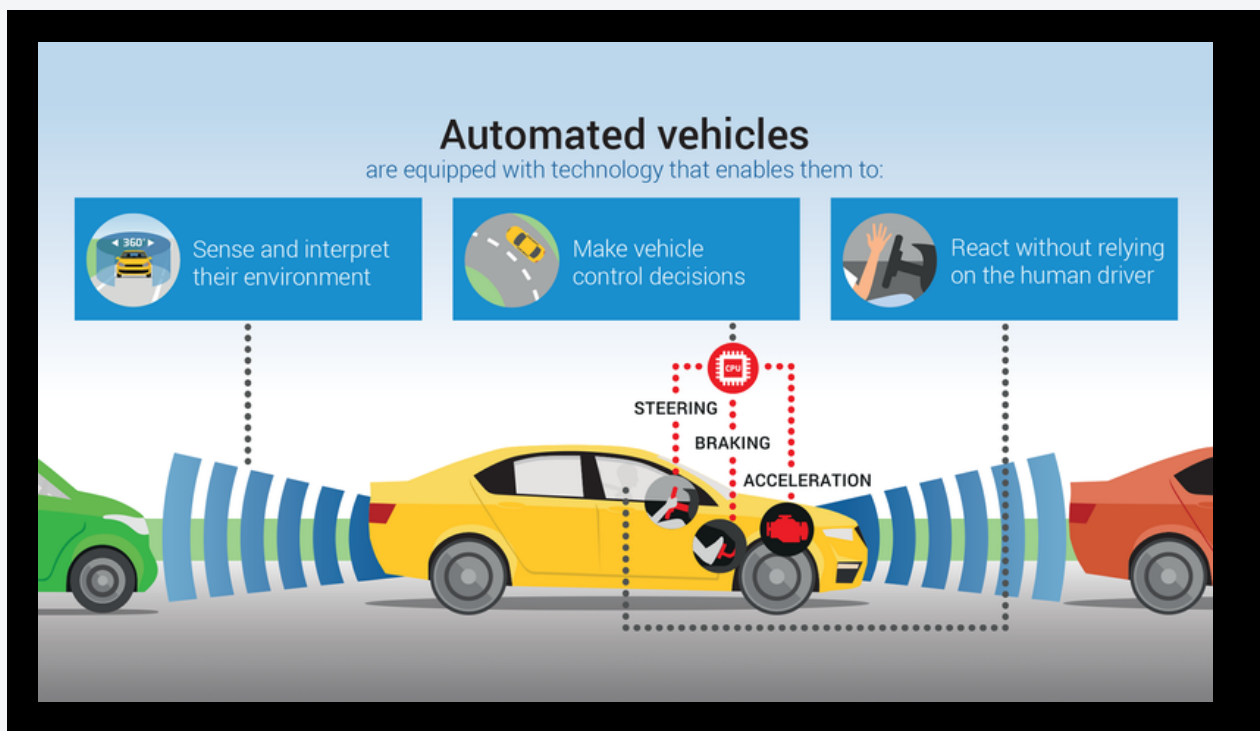 Automated vehicles
are equipped with technology that enables them to:
360°
Sense and interpret
their environment
Make vehicle
control decisions
React without relying
on the human driver
CPU
STEERING
BRAKING
ACCELERATION